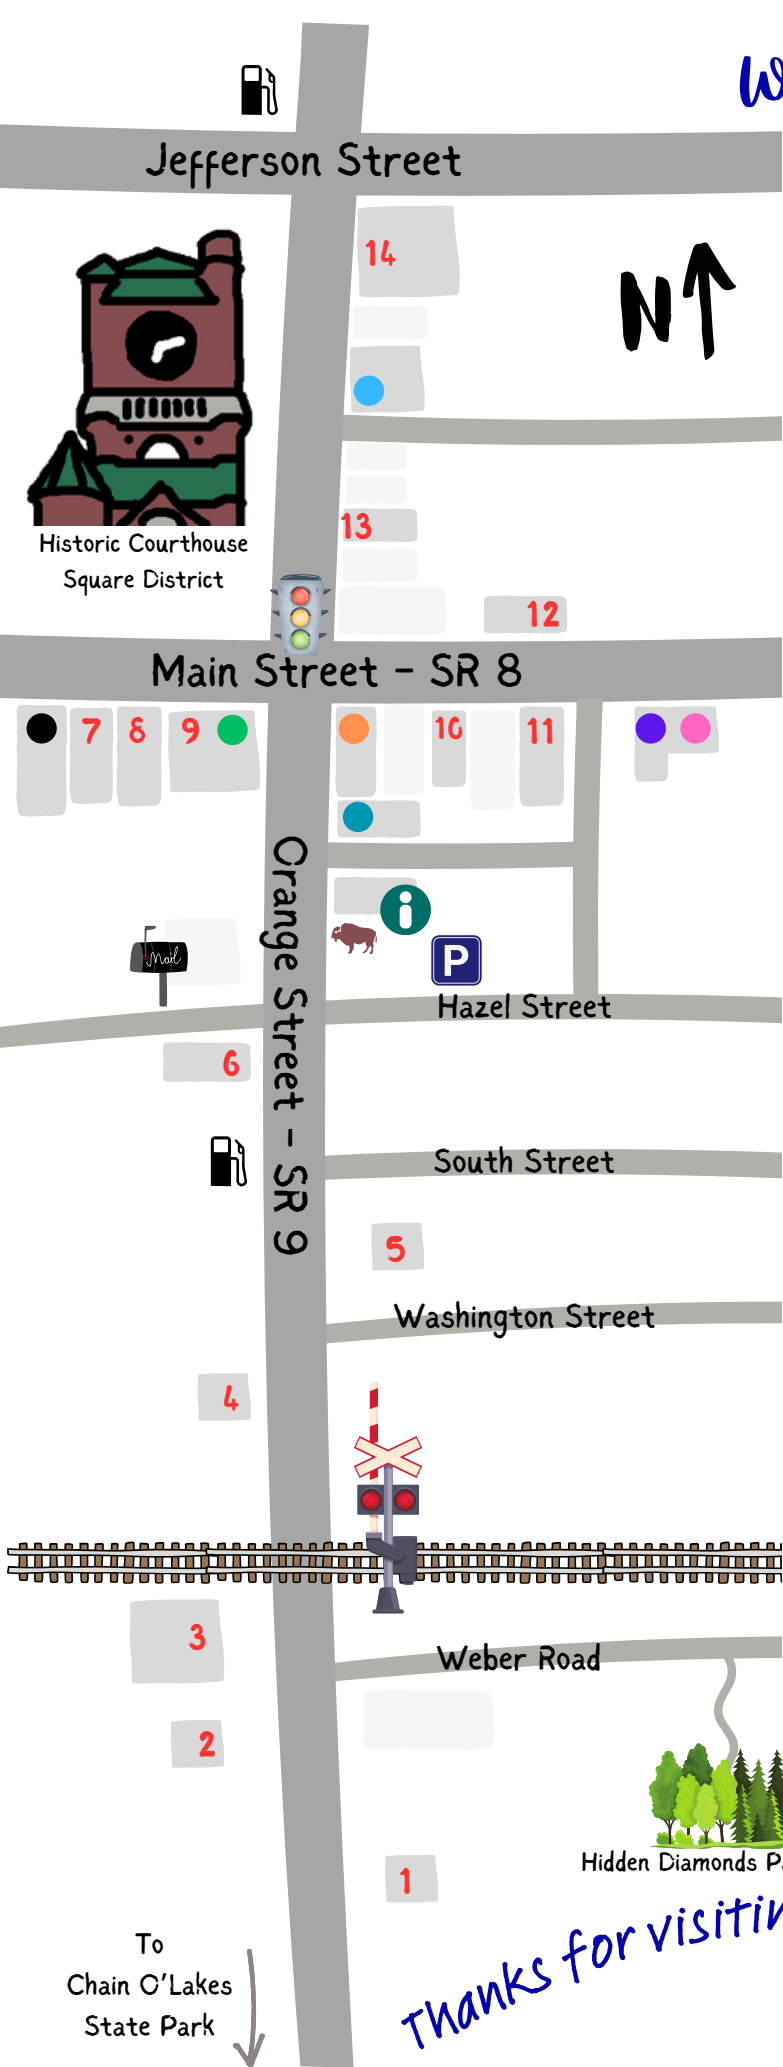 W
Jefferson Street
14
N
13
Historic Courthouse
Square District
12
Main Street - SR 8
7
8
9
10
11
Orange Street - SR 9
i
Mail
P
Hazel Street
6
South Street
5
Washington Street
4
3
Weber Road
2
Hidden Diamonds Pa
1
Thanks for visitin
To
Chain O'Lakes
State Park